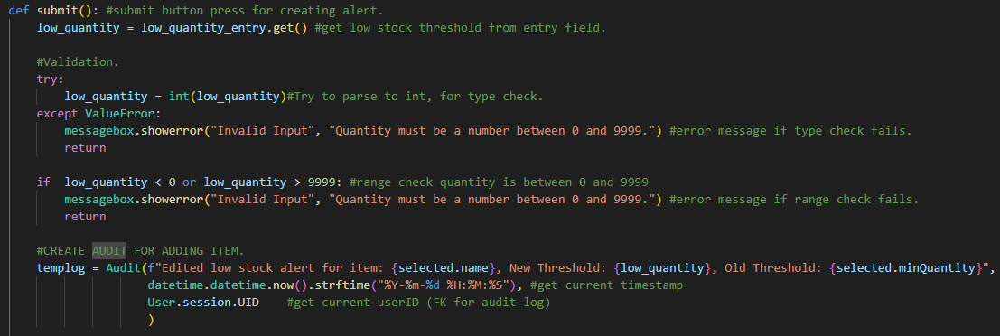 def submit(): #submit button press for creating alert.
low_quantity = low_quantity_entry.get() #get low stock threshold from entry field.
#Validation.
try:
low_quantity = int(low_quantity)#Try to parse to int, for type check.
except ValueError:
messagebox.showerror("Invalid Input", "Quantity must be a number between 0 and 9999.") #error message if type check fails.
return
if  low_quantity < 0 or low_quantity > 9999: #range check quantity is between 0 and 9999
messagebox.showerror("Invalid Input", "Quantity must be a number between 0 and 9999.") #error message if range check fails.
return
#CREATE AUDIT FOR ADDING ITEM.
templog = Audit(f"Edited low stock alert for item: {selected.name}, New Threshold: {low_quantity}, Old Threshold: {selected.minQuantity}",
datetime.datetime.now().strftime("%Y-%m-%d %H:%M:%S"), #get current timestamp
User.session.UID    #get current userID (FK for audit log)
)